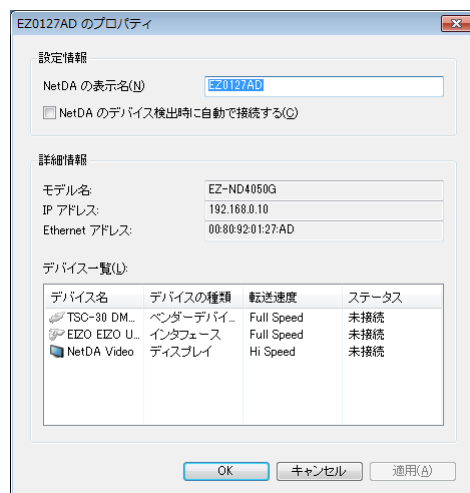 EZ0127AD のプロパティ
設定情報
NetDA の表示名(N) EZ0127AD
NetDA のデバイス検出時に自動で接続する(C)
詳細情報
モデル名: EZ-ND4050G
IP アドレス: 192.168.0.10
Ethernet アドレス: 00:80:92:01:27:AD
デバイス一覧(L):
デバイス名 デバイスの種類 転送速度 ステータス
TSC-30 DM... ベンダーデバイ... Full Speed 未接続
EIZO EIZO U... インタフェース Full Speed 未接続
NetDA Video ディスプレイ Hi Speed 未接続
OK キャンセル 適用(A)